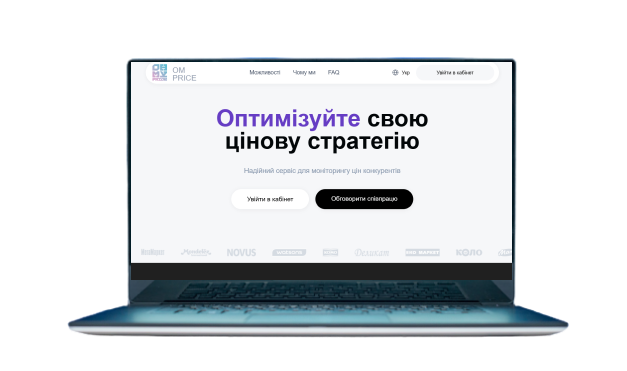 OM
PRICE
Можливості Чому ми FAQ Укр Увійти в кабінет
Оптимізуйте свою
цінову стратегію
Надійний сервіс для моніторингу цін конкурентів
Увійти в кабінет Обговорити співпрацю
NOVUS Деликат КОЛО